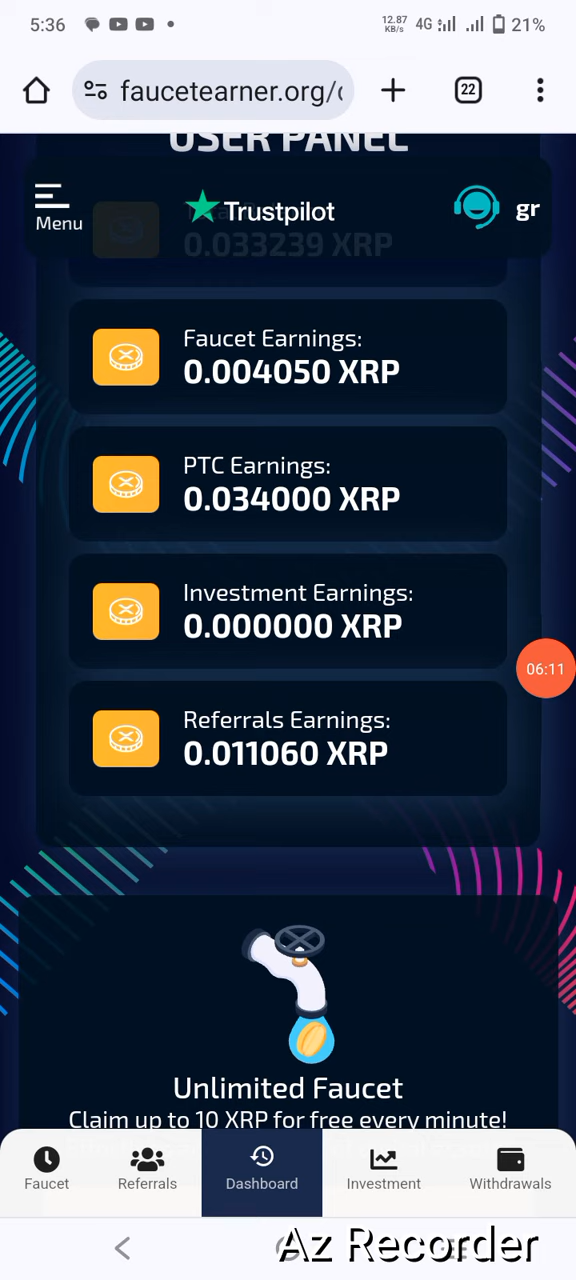 5:36
12.87 KB/s 4G 21%
faucetearner.org/
22
USER PANEL
Menu
Trustpilot
gr
0.033239 XRP
Faucet Earnings:
0.004050 XRP
PTC Earnings:
0.034000 XRP
Investment Earnings:
0.000000 XRP
06:11
Referrals Earnings:
0.011060 XRP
Unlimited Faucet
Claim up to 10 XRP for free every minute!
Faucet
Referrals
Dashboard
Investment
Withdrawals
Az Recorder